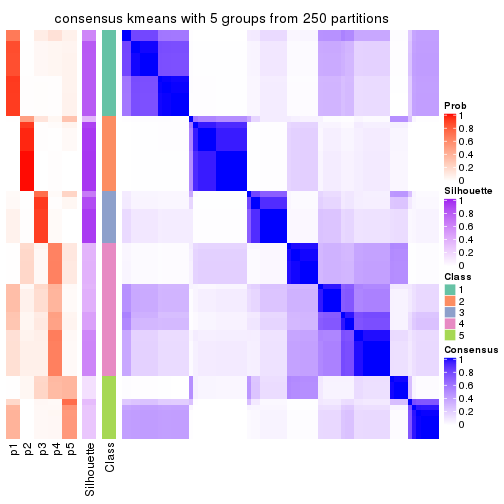 consensus kmeans with 5 groups from 250 partitions
Prob
1
0.8
0.6
0.4
0.2
0
Silhouette
1
0.8
0.6
0.4
0.2
0
Class
1
2
3
4
5
Consensus
1
0.8
0.6
0.4
0.2
0
p1
p2
p3
p4
p5
Silhouette
Class